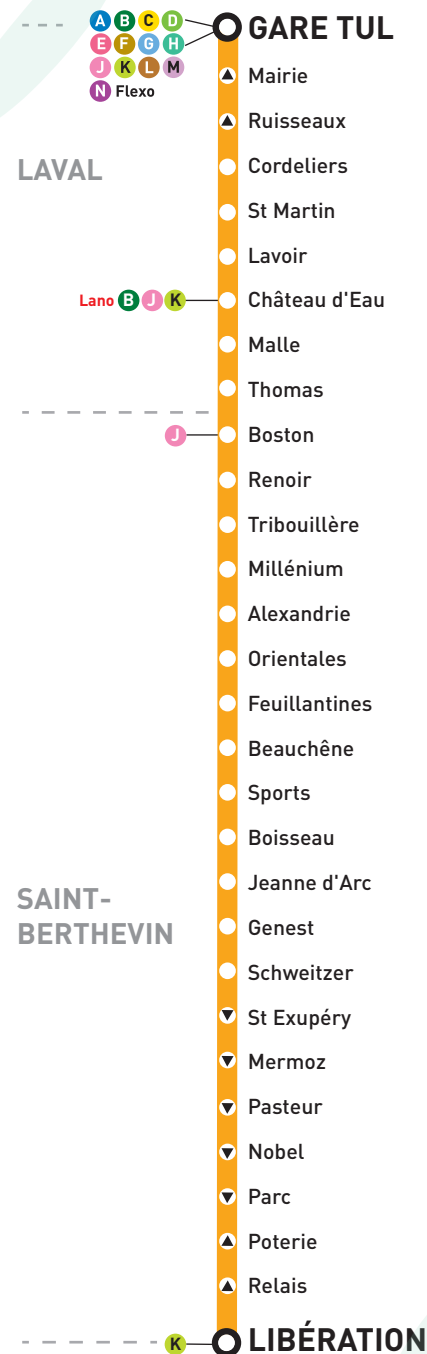 A B C D
GARE TUL
E F G H
J K L M
N Flexo
Mairie
Ruisseaux
LAVAL
Cordeliers
St Martin
Lavoir
Lano B J K
Château d'Eau
Malle
Thomas
J
Boston
Renoir
Tribouillère
Millénium
Alexandrie
Orientales
Feuillantines
Beauchêne
Sports
Boisseau
Jeanne d'Arc
SAINT-
BERTHEVIN
Genest
Schweitzer
St Exupéry
Mermoz
Pasteur
Nobel
Parc
Poterie
Relais
K
LIBÉRATION